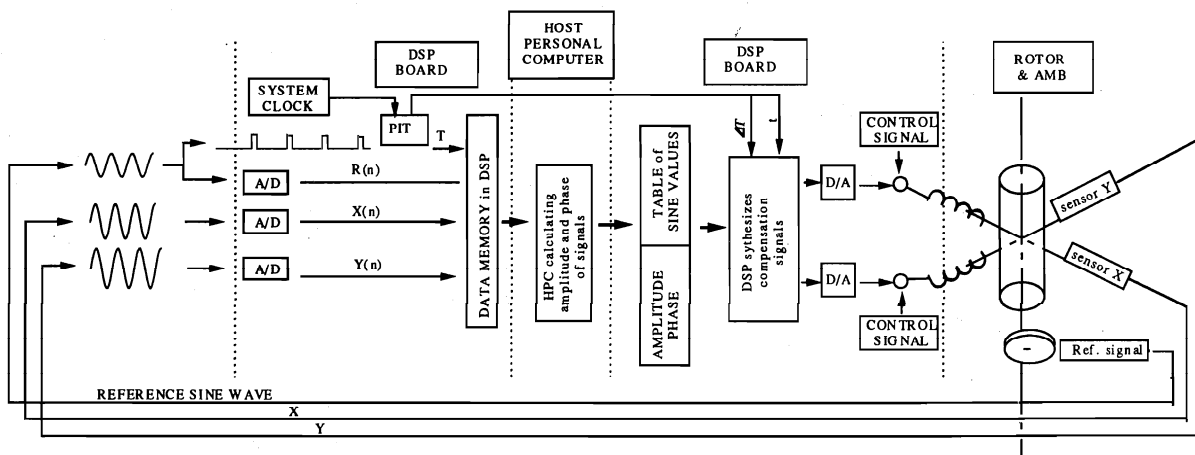 HOST
PERSONAL
COMPUTER
DSP
BOARD
DSP
BOARD
ROTOR
& AMB
SYSTEM
CLOCK
PIT
T
ΔT
t
CONTROL
SIGNAL
A/D
R(n)
A/D
X(n)
A/D
Y(n)
DATA MEMORY in DSP
HPC calculating
amplitude and phase
of signals
TABLE of
SINE VALUES
AMPLITUDE
PHASE
DSP sythesizes
compensation
signals
D/A
D/A
CONTROL
SIGNAL
sensor Y
sensor X
Ref. signal
REFERENCE SINE WAVE
X
Y